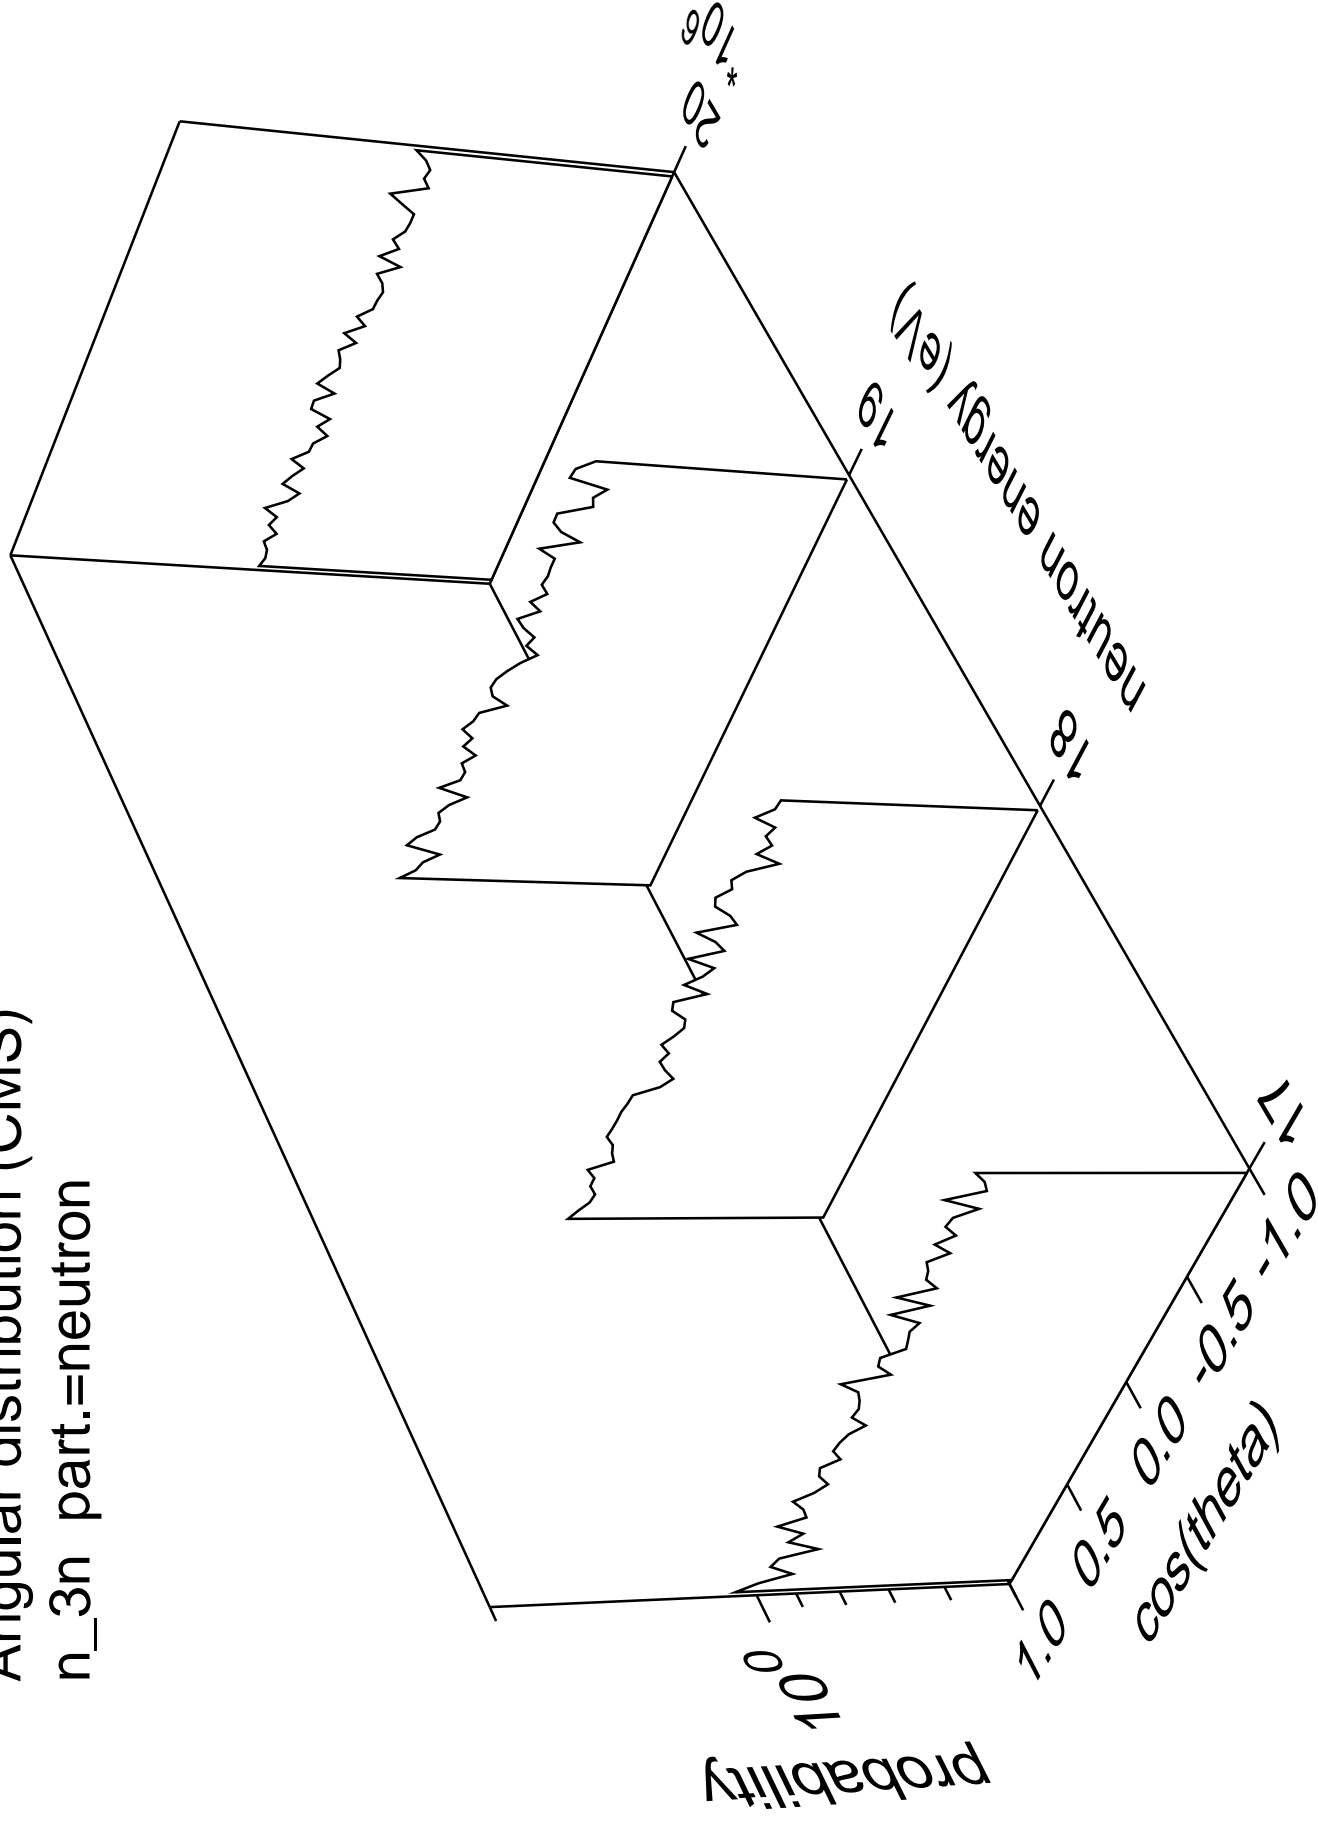 Angular distribution (CMS)
n_3n part.=neutron
probability
10^0
1.0 0.5 0.0 -0.5 -1.0
cos(theta)
17 18 19 20
*10^6
neutron energy (eV)